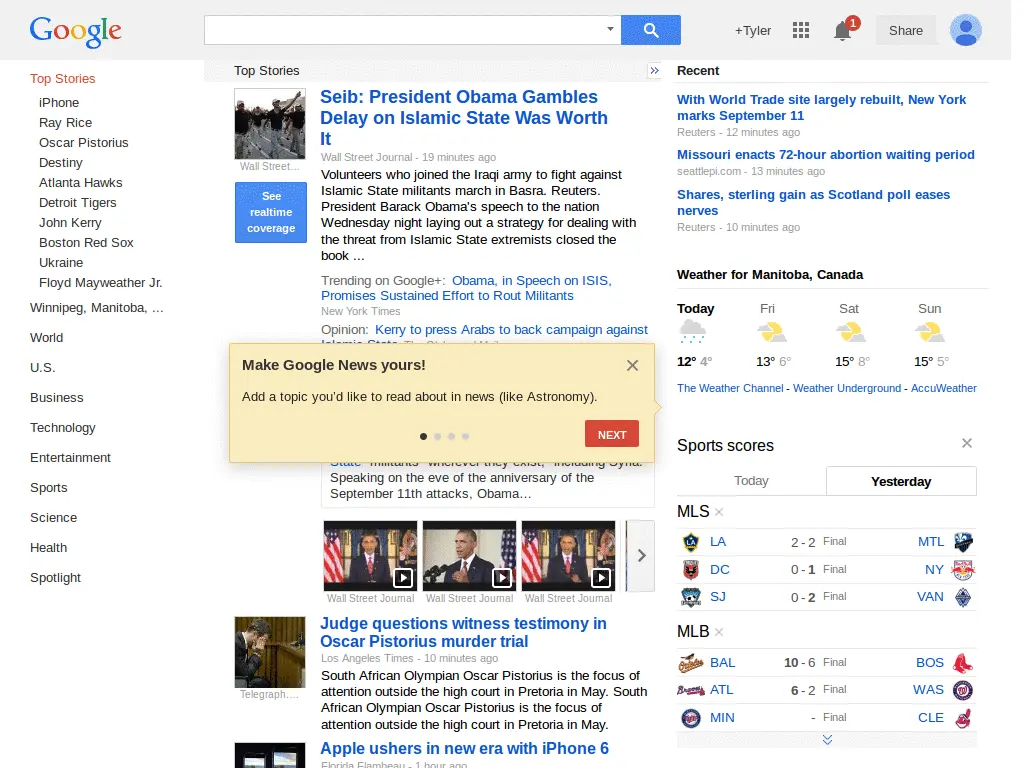 Google
+Tyler
1
Share
Top Stories
iPhone
Ray Rice
Oscar Pistorius
Destiny
Atlanta Hawks
Detroit Tigers
John Kerry
Boston Red Sox
Ukraine
Floyd Mayweather Jr.
Winnipeg, Manitoba, …
World
U.S.
Business
Technology
Entertainment
Sports
Science
Health
Spotlight
Top Stories
Wall Street…
See
realtime
coverage
Seib: President Obama Gambles
Delay on Islamic State Was Worth
It
Wall Street Journal - 19 minutes ago
Volunteers who joined the Iraqi army to fight against
Islamic State militants march in Basra. Reuters.
President Barack Obama's speech to the nation
Wednesday night laying out a strategy for dealing with
the threat from Islamic State extremists closed the
book ...
Trending on Google+: Obama, in Speech on ISIS,
Promises Sustained Effort to Rout Militants
New York Times
Opinion: Kerry to press Arabs to back campaign against
Make Google News yours!
Add a topic you'd like to read about in news (like Astronomy).
NEXT
State" militants "wherever they exist," including Syria.
Speaking on the eve of the anniversary of the
September 11th attacks, Obama…
Wall Street Journal
Wall Street Journal
Wall Street Journal
Telegraph.…
Judge questions witness testimony in
Oscar Pistorius murder trial
Los Angeles Times - 10 minutes ago
South African Olympian Oscar Pistorius is the focus of
attention outside the high court in Pretoria in May. South
African Olympian Oscar Pistorius is the focus of
attention outside the high court in Pretoria in May.
Apple ushers in new era with iPhone 6
Florida Flambeau - 1 hour ago
Recent
With World Trade site largely rebuilt, New York
marks September 11
Reuters - 12 minutes ago
Missouri enacts 72-hour abortion waiting period
seattlepi.com - 13 minutes ago
Shares, sterling gain as Scotland poll eases
nerves
Reuters - 10 minutes ago
Weather for Manitoba, Canada
Today Fri Sat Sun
12° 4° 13° 6° 15° 8° 15° 5°
The Weather Channel - Weather Underground - AccuWeather
Sports scores
Today Yesterday
MLS
LA 2 - 2 Final MTL
DC 0 - 1 Final NY
SJ 0 - 2 Final VAN
MLB
BAL 10 - 6 Final BOS
ATL 6 - 2 Final WAS
MIN - Final CLE